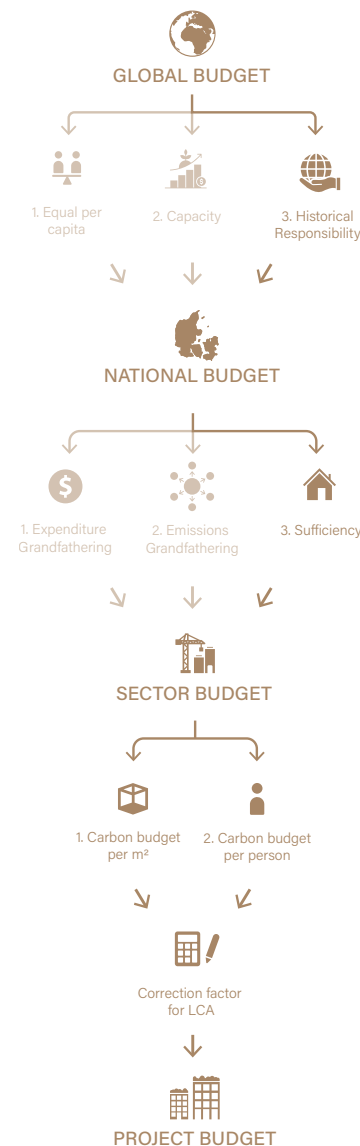 GLOBAL BUDGET
1. Equal per
capita
2. Capacity
3. Historical
Responsibility
NATIONAL BUDGET
1. Expenditure
Grandfathering
2. Emissions
Grandfathering
3. Sufficiency
SECTOR BUDGET
1. Carbon budget
per m²
2. Carbon budget
per person
Correction factor
for LCA
PROJECT BUDGET